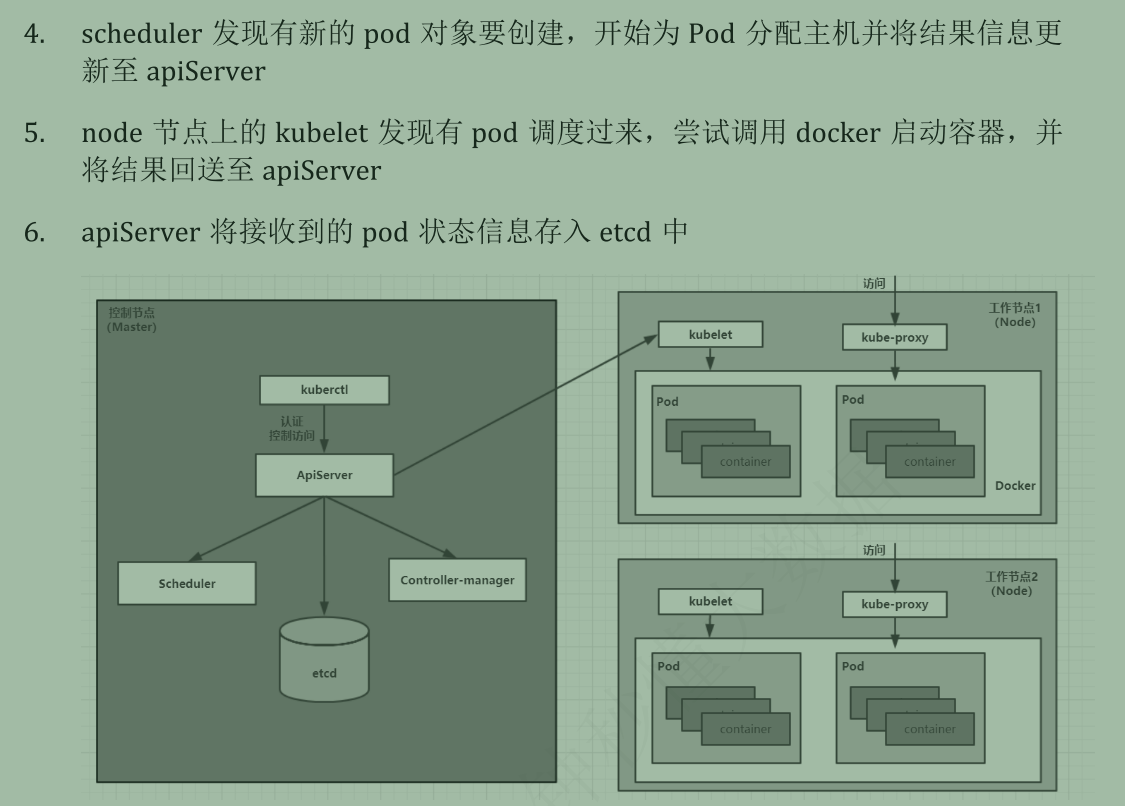 4. scheduler 发现有新的 pod 对象要创建，开始为 Pod 分配主机并将结果信息更
新至 apiServer
5. node 节点上的 kubelet 发现有 pod 调度过来，尝试调用 docker 启动容器，并
将结果回送至 apiServer
6. apiServer 将接收到的 pod 状态信息存入 etcd 中
控制节点
(Master)
kuberctl
认证
控制访问
ApiServer
Scheduler
Controller-manager
etcd
访问
工作节点1
(Node)
kubelet
kube-proxy
Pod
container
Pod
container
Docker
访问
工作节点2
(Node)
kubelet
kube-proxy
Pod
container
Pod
container